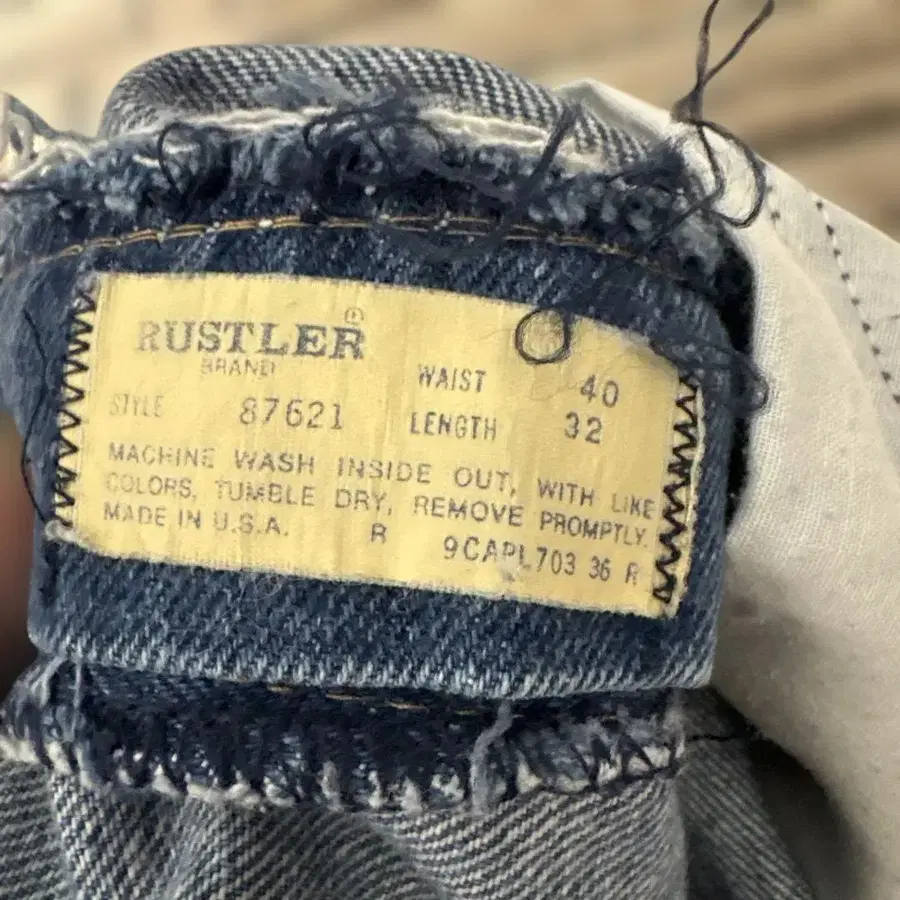 RUSTLER®
BRAND
STYLE 87621
WAIST 40
LENGTH 32
MACHINE WASH INSIDE OUT, WITH LIKE
COLORS, TUMBLE DRY, REMOVE PROMPTLY.
MADE IN U.S.A. R 9CAPL703 36 R